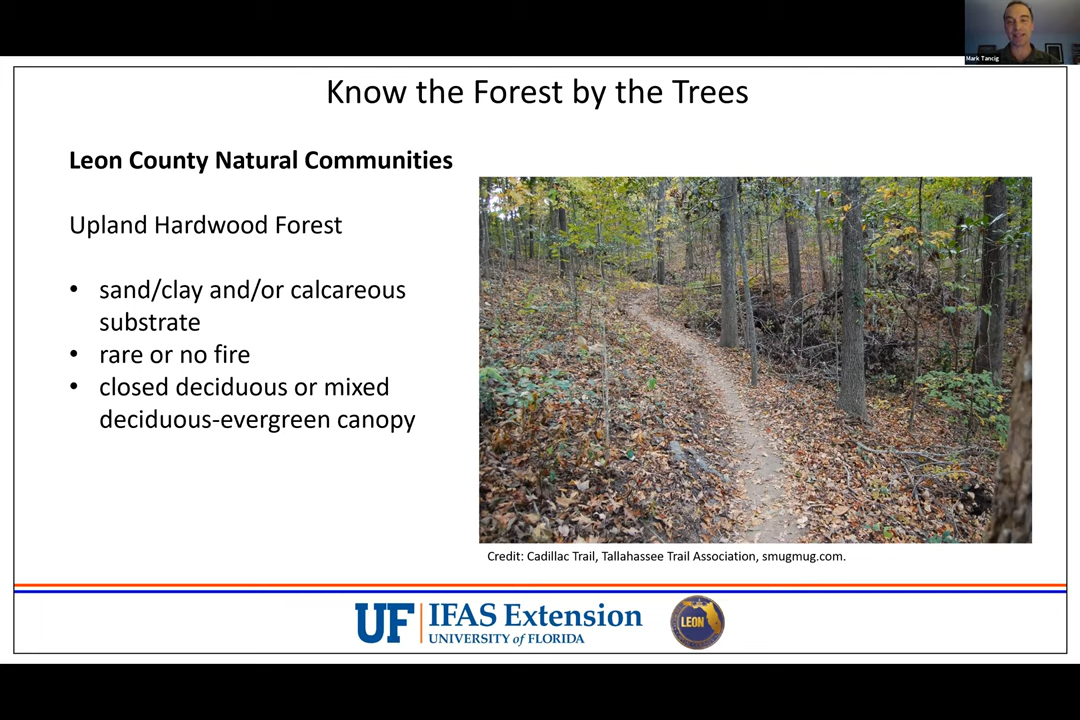 Mark Tancig
Know the Forest by the Trees
Leon County Natural Communities
Upland Hardwood Forest
• sand/clay and/or calcareous
substrate
• rare or no fire
• closed deciduous or mixed
deciduous-evergreen canopy
Credit: Cadillac Trail, Tallahassee Trail Association, smugmug.com.
UF IFAS Extension
UNIVERSITY of FLORIDA
LEON